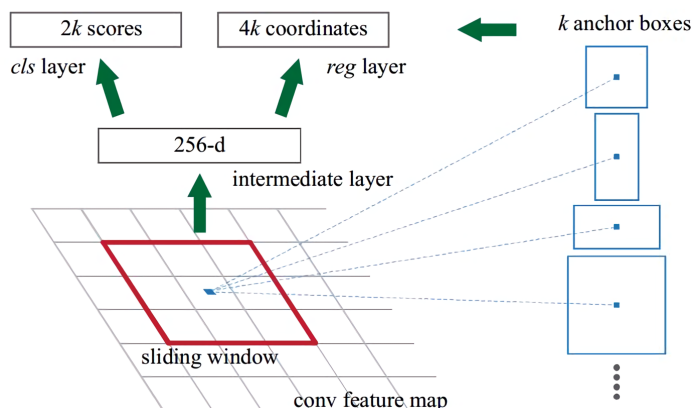 2k scores
4k coordinates
k anchor boxes
cls layer
reg layer
256-d
intermediate layer
sliding window
conv feature map